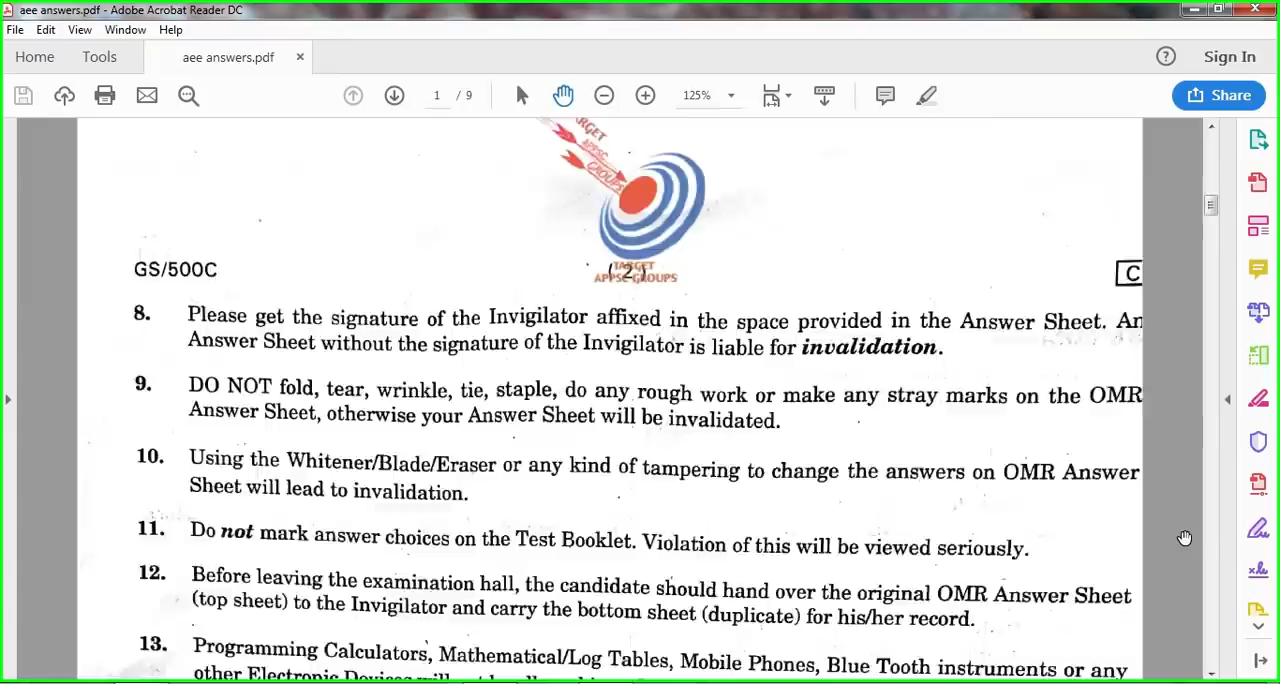 aee answers.pdf - Adobe Acrobat Reader DC
File Edit View Window Help
Home Tools aee answers.pdf × ? Sign In
1 / 9 125% Share
TARGET
APPSC
GROUPS
TARGET
APPSC GROUPS
GS/500C (2) C
8. Please get the signature of the Invigilator affixed in the space provided in the Answer Sheet. An
Answer Sheet without the signature of the Invigilator is liable for invalidation.
9. DO NOT fold, tear, wrinkle, tie, staple, do any rough work or make any stray marks on the OMR
Answer Sheet, otherwise your Answer Sheet will be invalidated.
10. Using the Whitener/Blade/Eraser or any kind of tampering to change the answers on OMR Answer
Sheet will lead to invalidation.
11. Do not mark answer choices on the Test Booklet. Violation of this will be viewed seriously.
12. Before leaving the examination hall, the candidate should hand over the original OMR Answer Sheet
(top sheet) to the Invigilator and carry the bottom sheet (duplicate) for his/her record.
13. Programming Calculators, Mathematical/Log Tables, Mobile Phones, Blue Tooth instruments or any
other Electronic Devices will